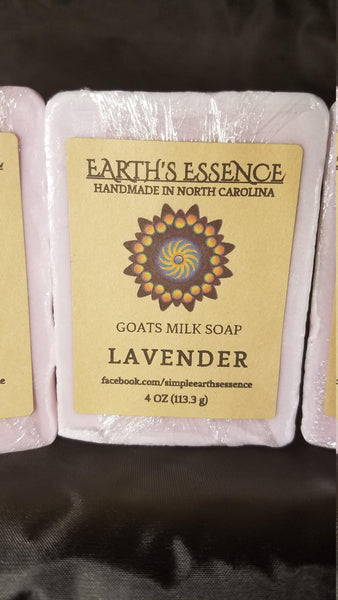 EARTH'S ESSENCE
HANDMADE IN NORTH CAROLINA
GOATS MILK SOAP
LAVENDER
facebook.com/simpleearthsessence
4 OZ (113.3 g)